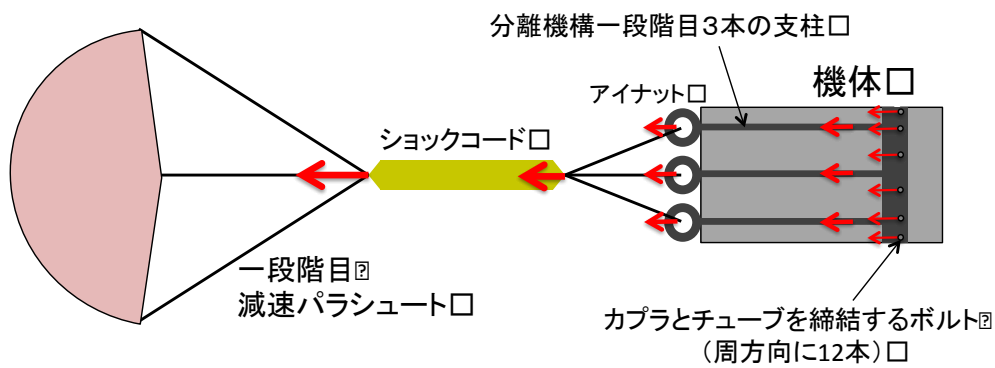 分離機構一段階目3本の支柱□
機体□
アイナット□
ショックコード□
一段階目⍰
減速パラシュート□
カプラとチューブを締結するボルト⍰
(周方向に12本)□